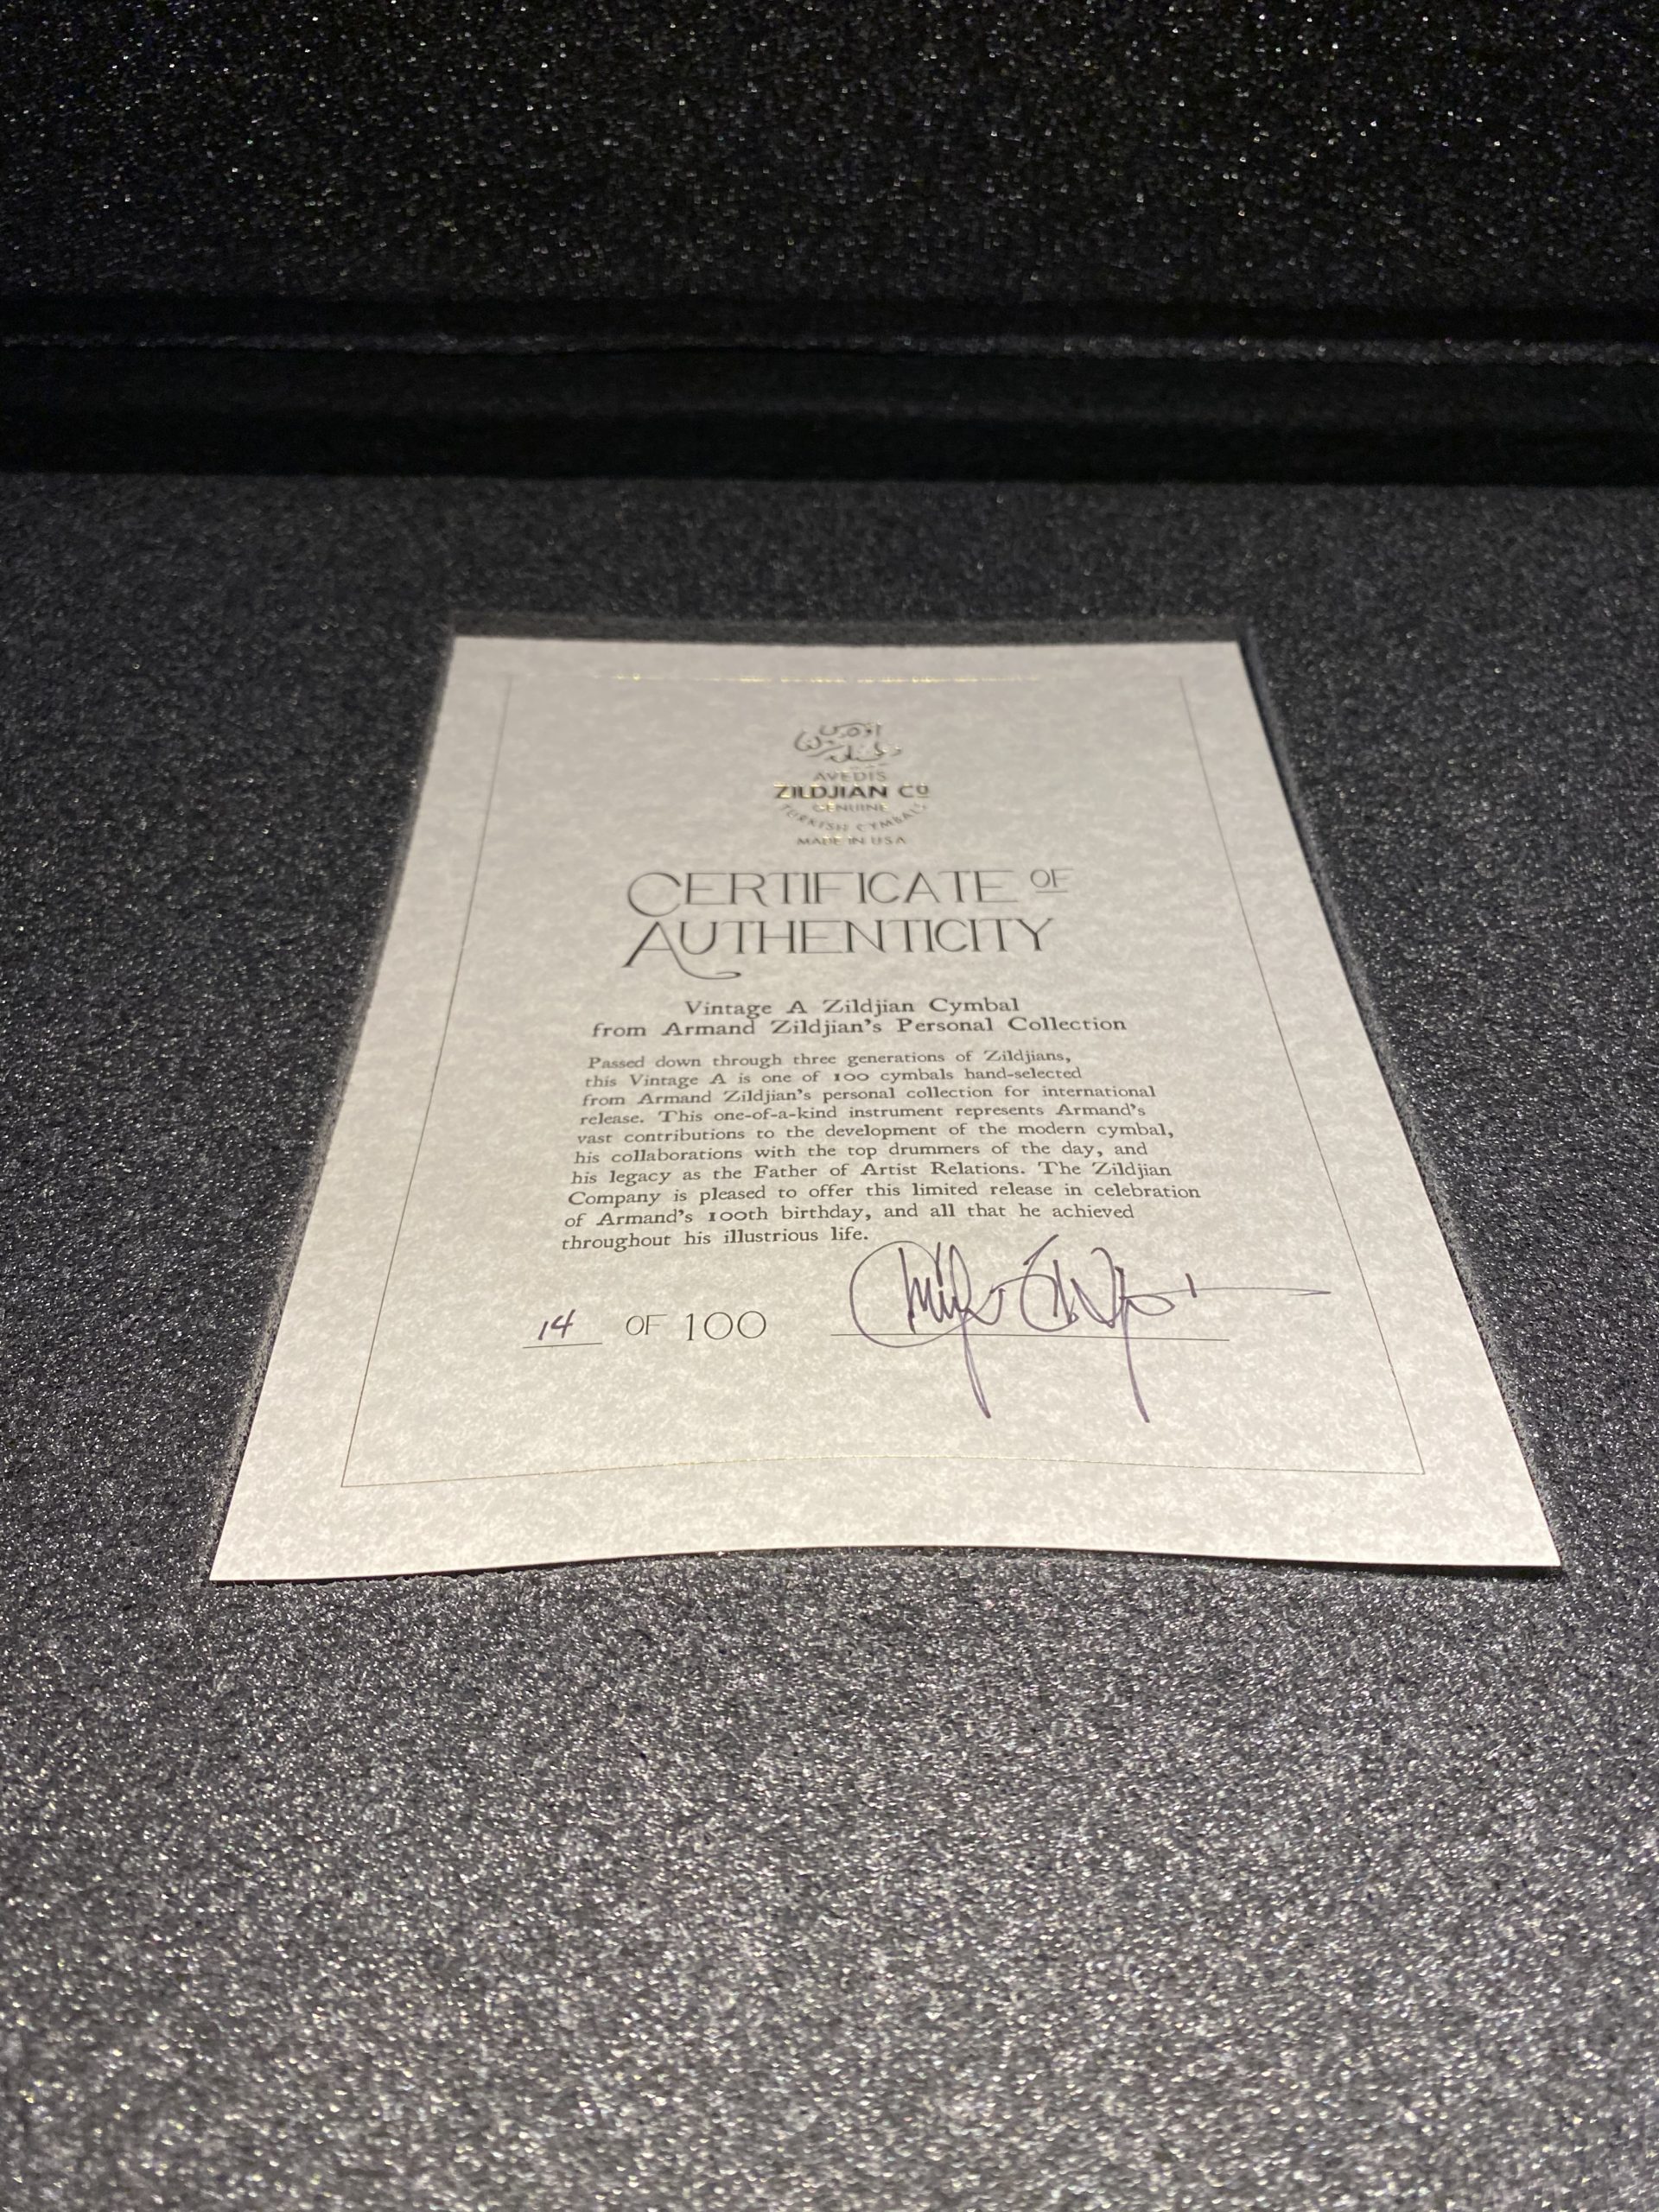 AVEDIS
ZILDJIAN Co
GENUINE
TURKISH CYMBALS
MADE IN USA
CERTIFICATE OF
AUTHENTICITY
Vintage A Zildjian Cymbal
from Armand Zildjian's Personal Collection
Passed down through three generations of Zildjians,
this Vintage A is one of 100 cymbals hand-selected
from Armand Zildjian's personal collection for international
release. This one-of-a-kind instrument represents Armand's
vast contributions to the development of the modern cymbal,
his collaborations with the top drummers of the day, and
his legacy as the Father of Artist Relations. The Zildjian
Company is pleased to offer this limited release in celebration
of Armand's 100th birthday, and all that he achieved
throughout his illustrious life.
14 OF 100